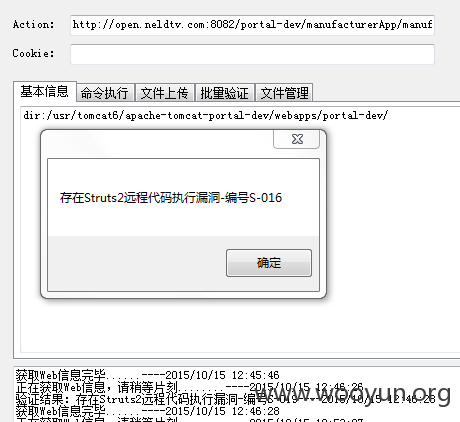 Action: http://open.neldtv.com:8082/portal-dev/manufacturerApp/manuf
Cookie:
基本信息 命令执行 文件上传 批量验证 文件管理
dir:/usr/tomcat6/apache-tomcat-portal-dev/webapps/portal-dev/
存在Struts2远程代码执行漏洞-编号S-016
确定
获取Web信息完毕......----2015/10/15 12:45:46
正在获取Web信息，请稍等片刻........----2015/10/15 12:46:26
验证结果：存在Struts2远程代码执行漏洞-编号S-019----2015/10/15 12:46:26
www.wooyun.org
获取Web信息完毕......----2015/10/15 12:46:28